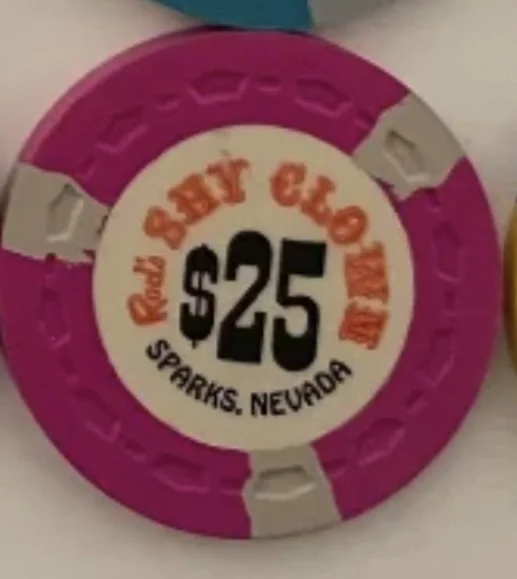 Rod's SHY CLOWN
$25
SPARKS, NEVADA